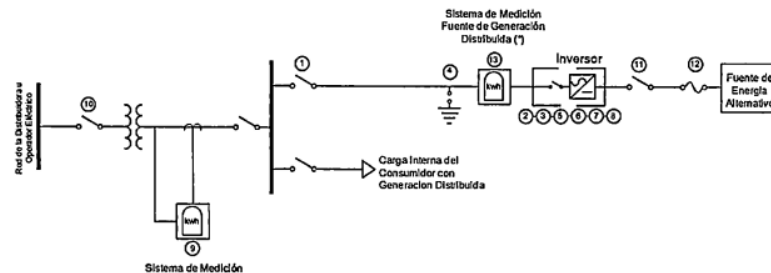 Sistema de Medición
Fuente de Generación
Distribuida (*)
1
4
13
kwh
Inversor
11
12
Fuente de
Energía
Alternativo
2 3 5 6 7 8
10
Red de la Distribuidora u
Operador Eléctrico
Carga Interna del
Consumidor con
Generacion Distribuida
kwh
9
Sistema de Medición